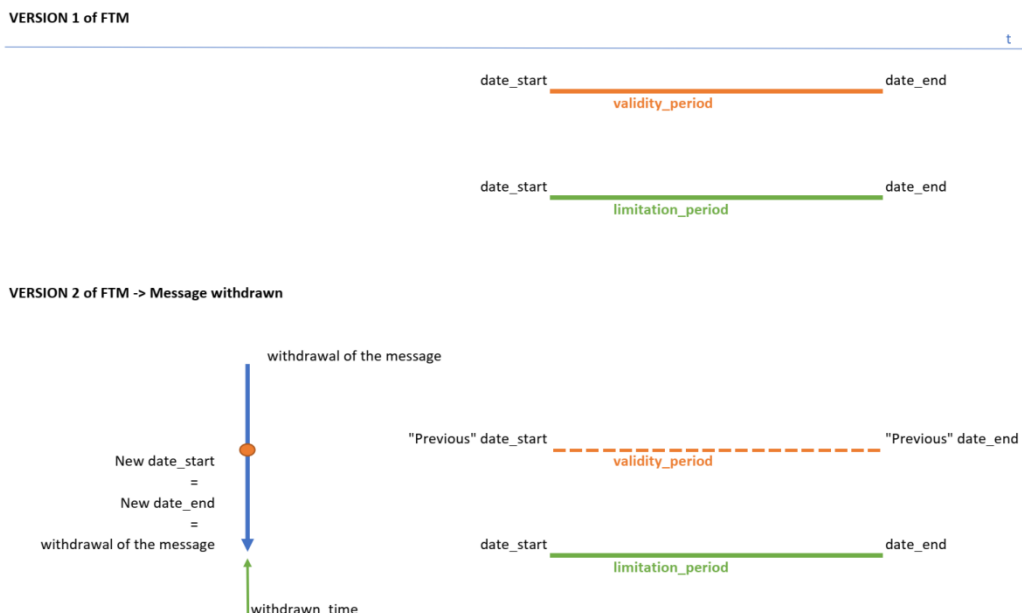 VERSION 1 of FTM
t
date_start
date_end
validity_period
date_start
date_end
limitation_period
VERSION 2 of FTM -> Message withdrawn
withdrawal of the message
"Previous" date_start
"Previous" date_end
validity_period
New date_start
=
New date_end
=
withdrawal of the message
date_start
date_end
limitation_period
withdrawn_time